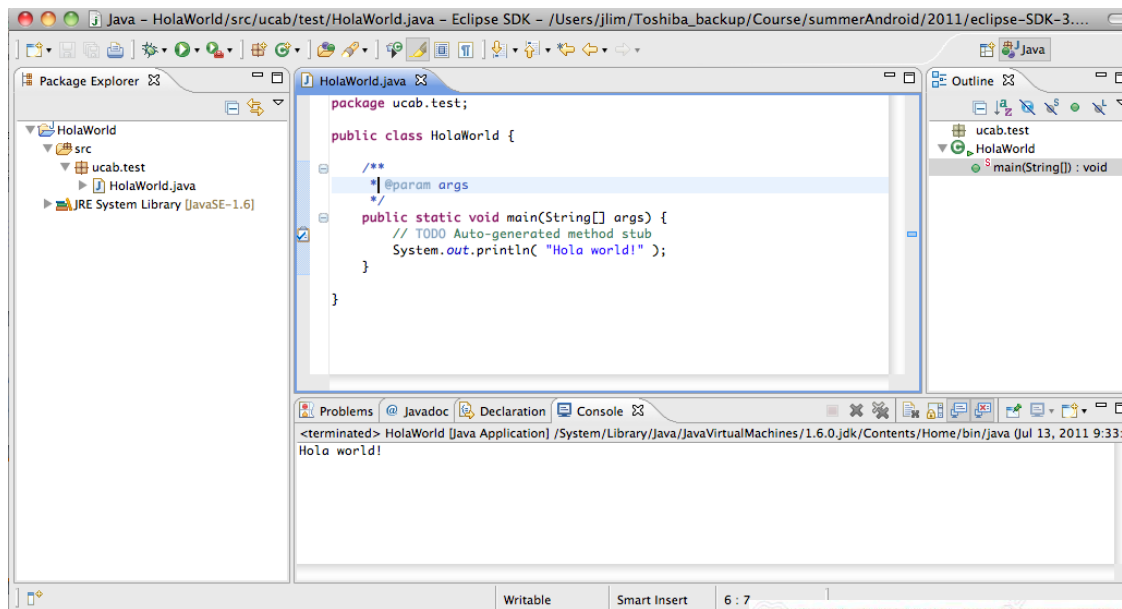 Java – HolaWorld/src/ucab/test/HolaWorld.java – Eclipse SDK – /Users/jlim/Toshiba_backup/Course/summerAndroid/2011/eclipse-SDK-3....
Java
Package Explorer
HolaWorld
src
ucab.test
HolaWorld.java
JRE System Library [JavaSE-1.6]
HolaWorld.java
package ucab.test;
public class HolaWorld {
/**
* @param args
*/
public static void main(String[] args) {
// TODO Auto-generated method stub
System.out.println( "Hola world!" );
}
}
Outline
ucab.test
HolaWorld
main(String[]) : void
Problems @ Javadoc Declaration Console
<terminated> HolaWorld [Java Application] /System/Library/Java/JavaVirtualMachines/1.6.0.jdk/Contents/Home/bin/java (Jul 13, 2011 9:33:
Hola world!
Writable Smart Insert 6 : 7